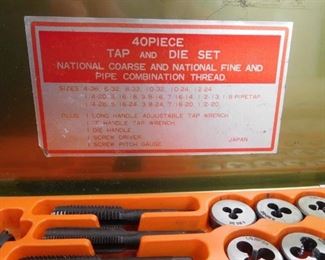 40PIECE
TAP AND DIE SET
NATIONAL COARSE AND NATIONAL FINE AND
PIPE COMBINATION THREAD.
SIZES 4-36, 6-32, 8-32, 10-32, 10-24, 12-24
1/4-20, 5/16-18, 3/8-16, 7/16-14, 1/2-13, 1/8 PIPE TAP
1/4-28, 5/16-24, 3/8-24, 7/16-20, 1/2-20
PLUS 1 LONG HANDLE ADJUSTABLE TAP WRENCH
1 HANDLE TAP WRENCH
1 DIE HANDLE
1 SCREW DRIVER
1 SCREW PITCH GAUGE
JAPAN